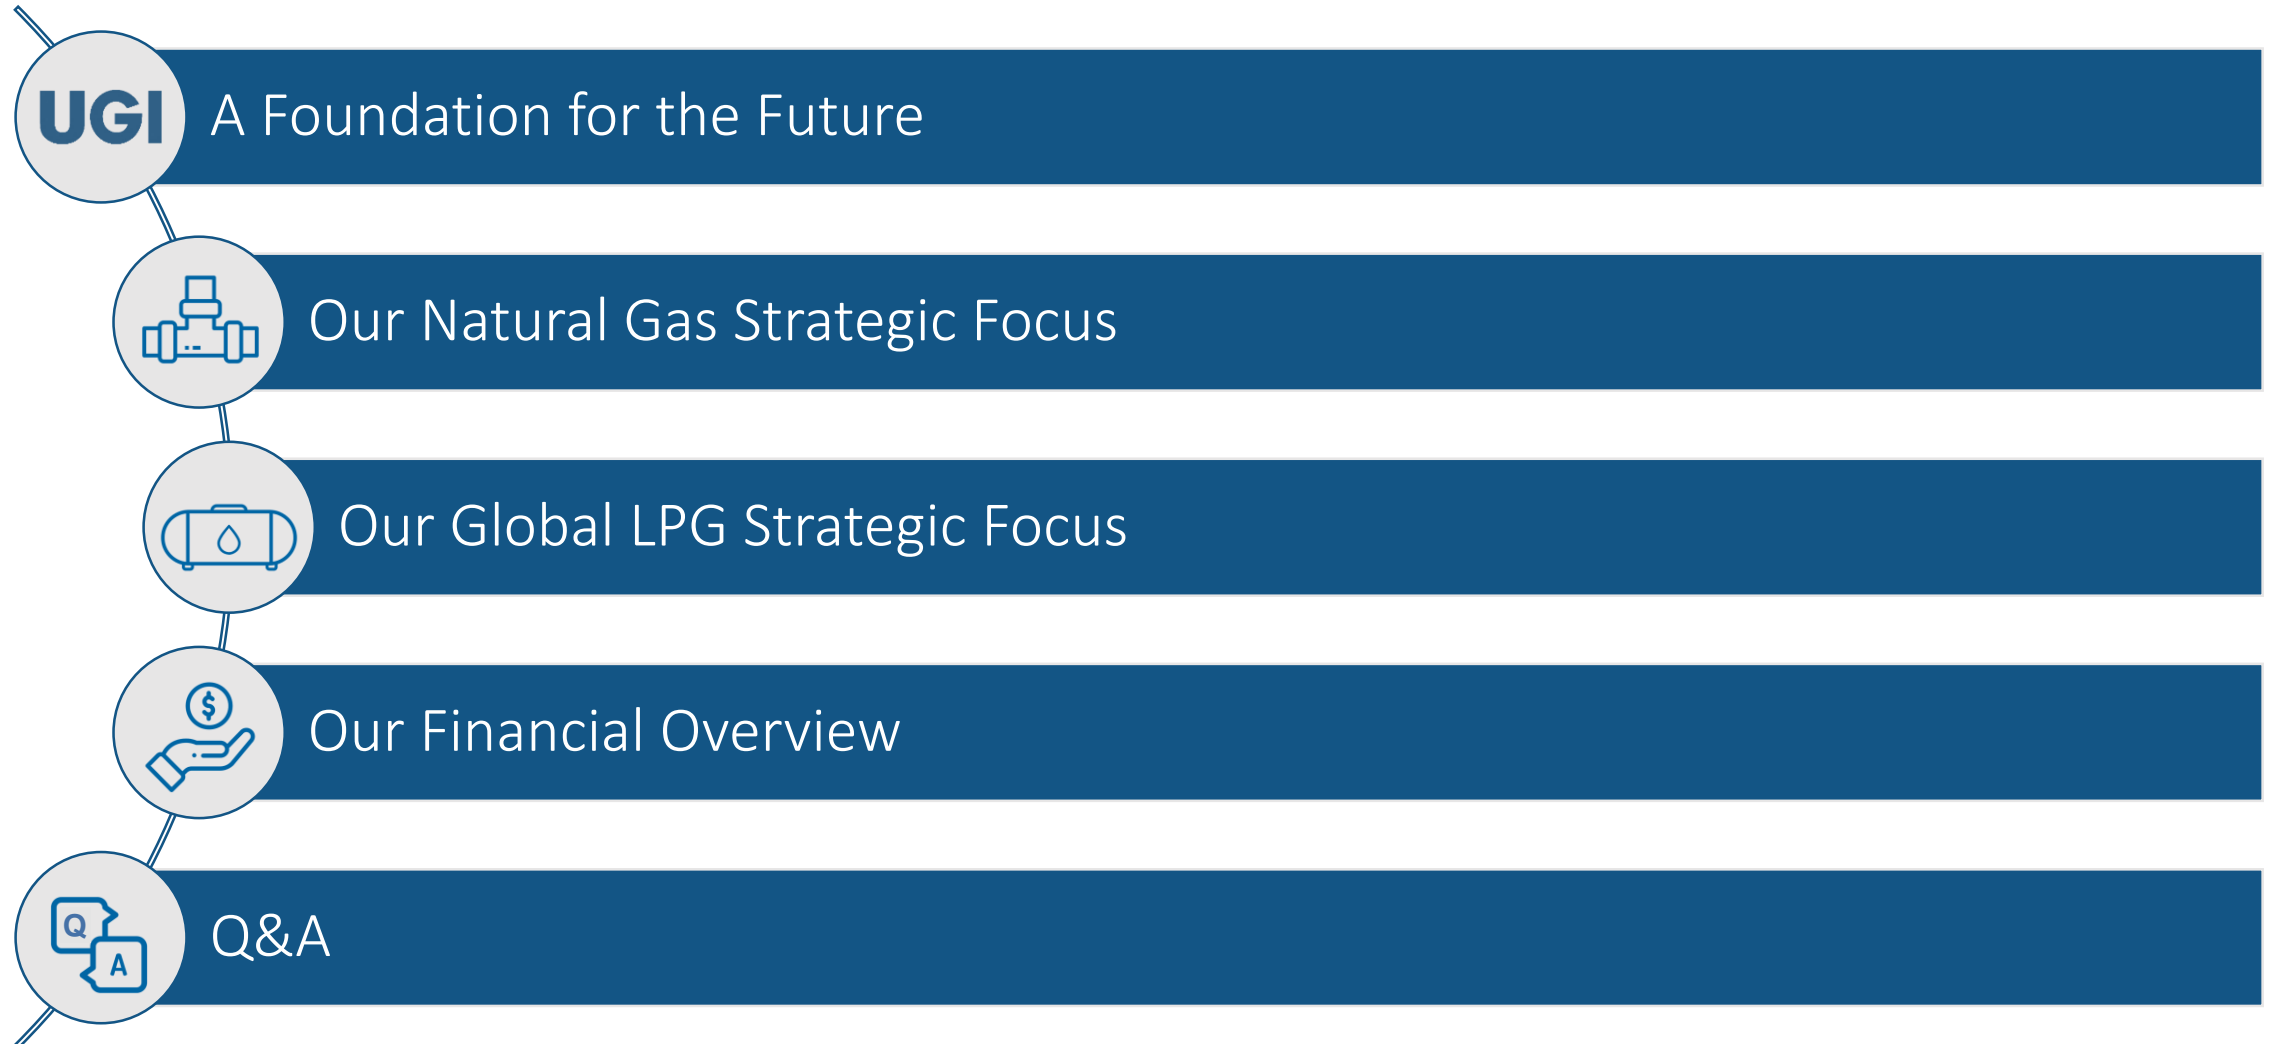 UGI
A Foundation for the Future
Our Natural Gas Strategic Focus
Our Global LPG Strategic Focus
$
Our Financial Overview
Q
A
Q&A